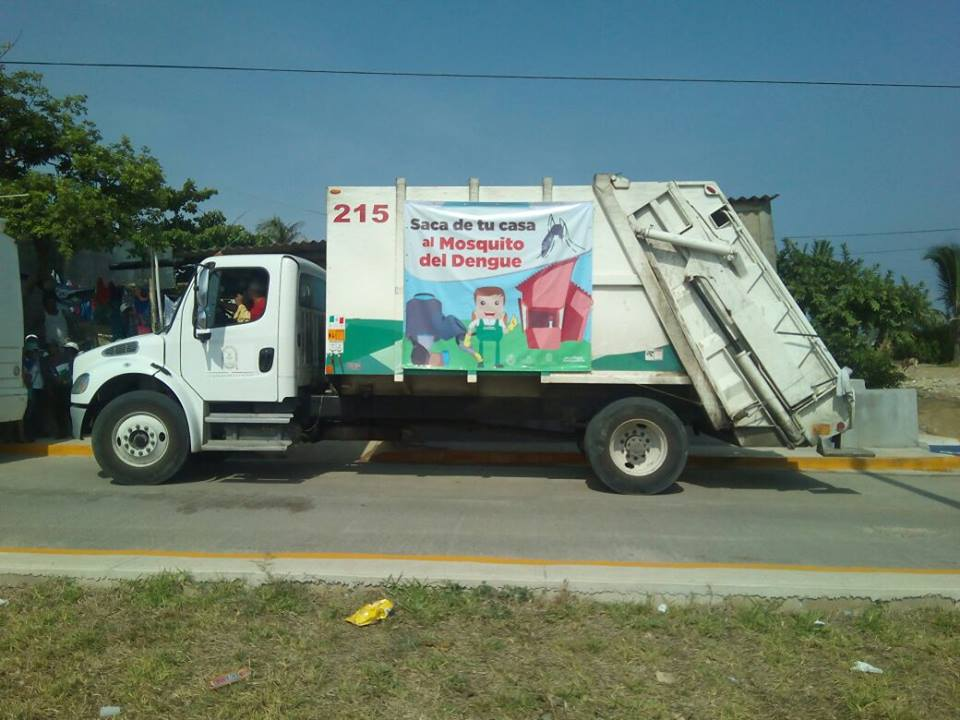 215
Saca de tu casa
al Mosquito
del Dengue